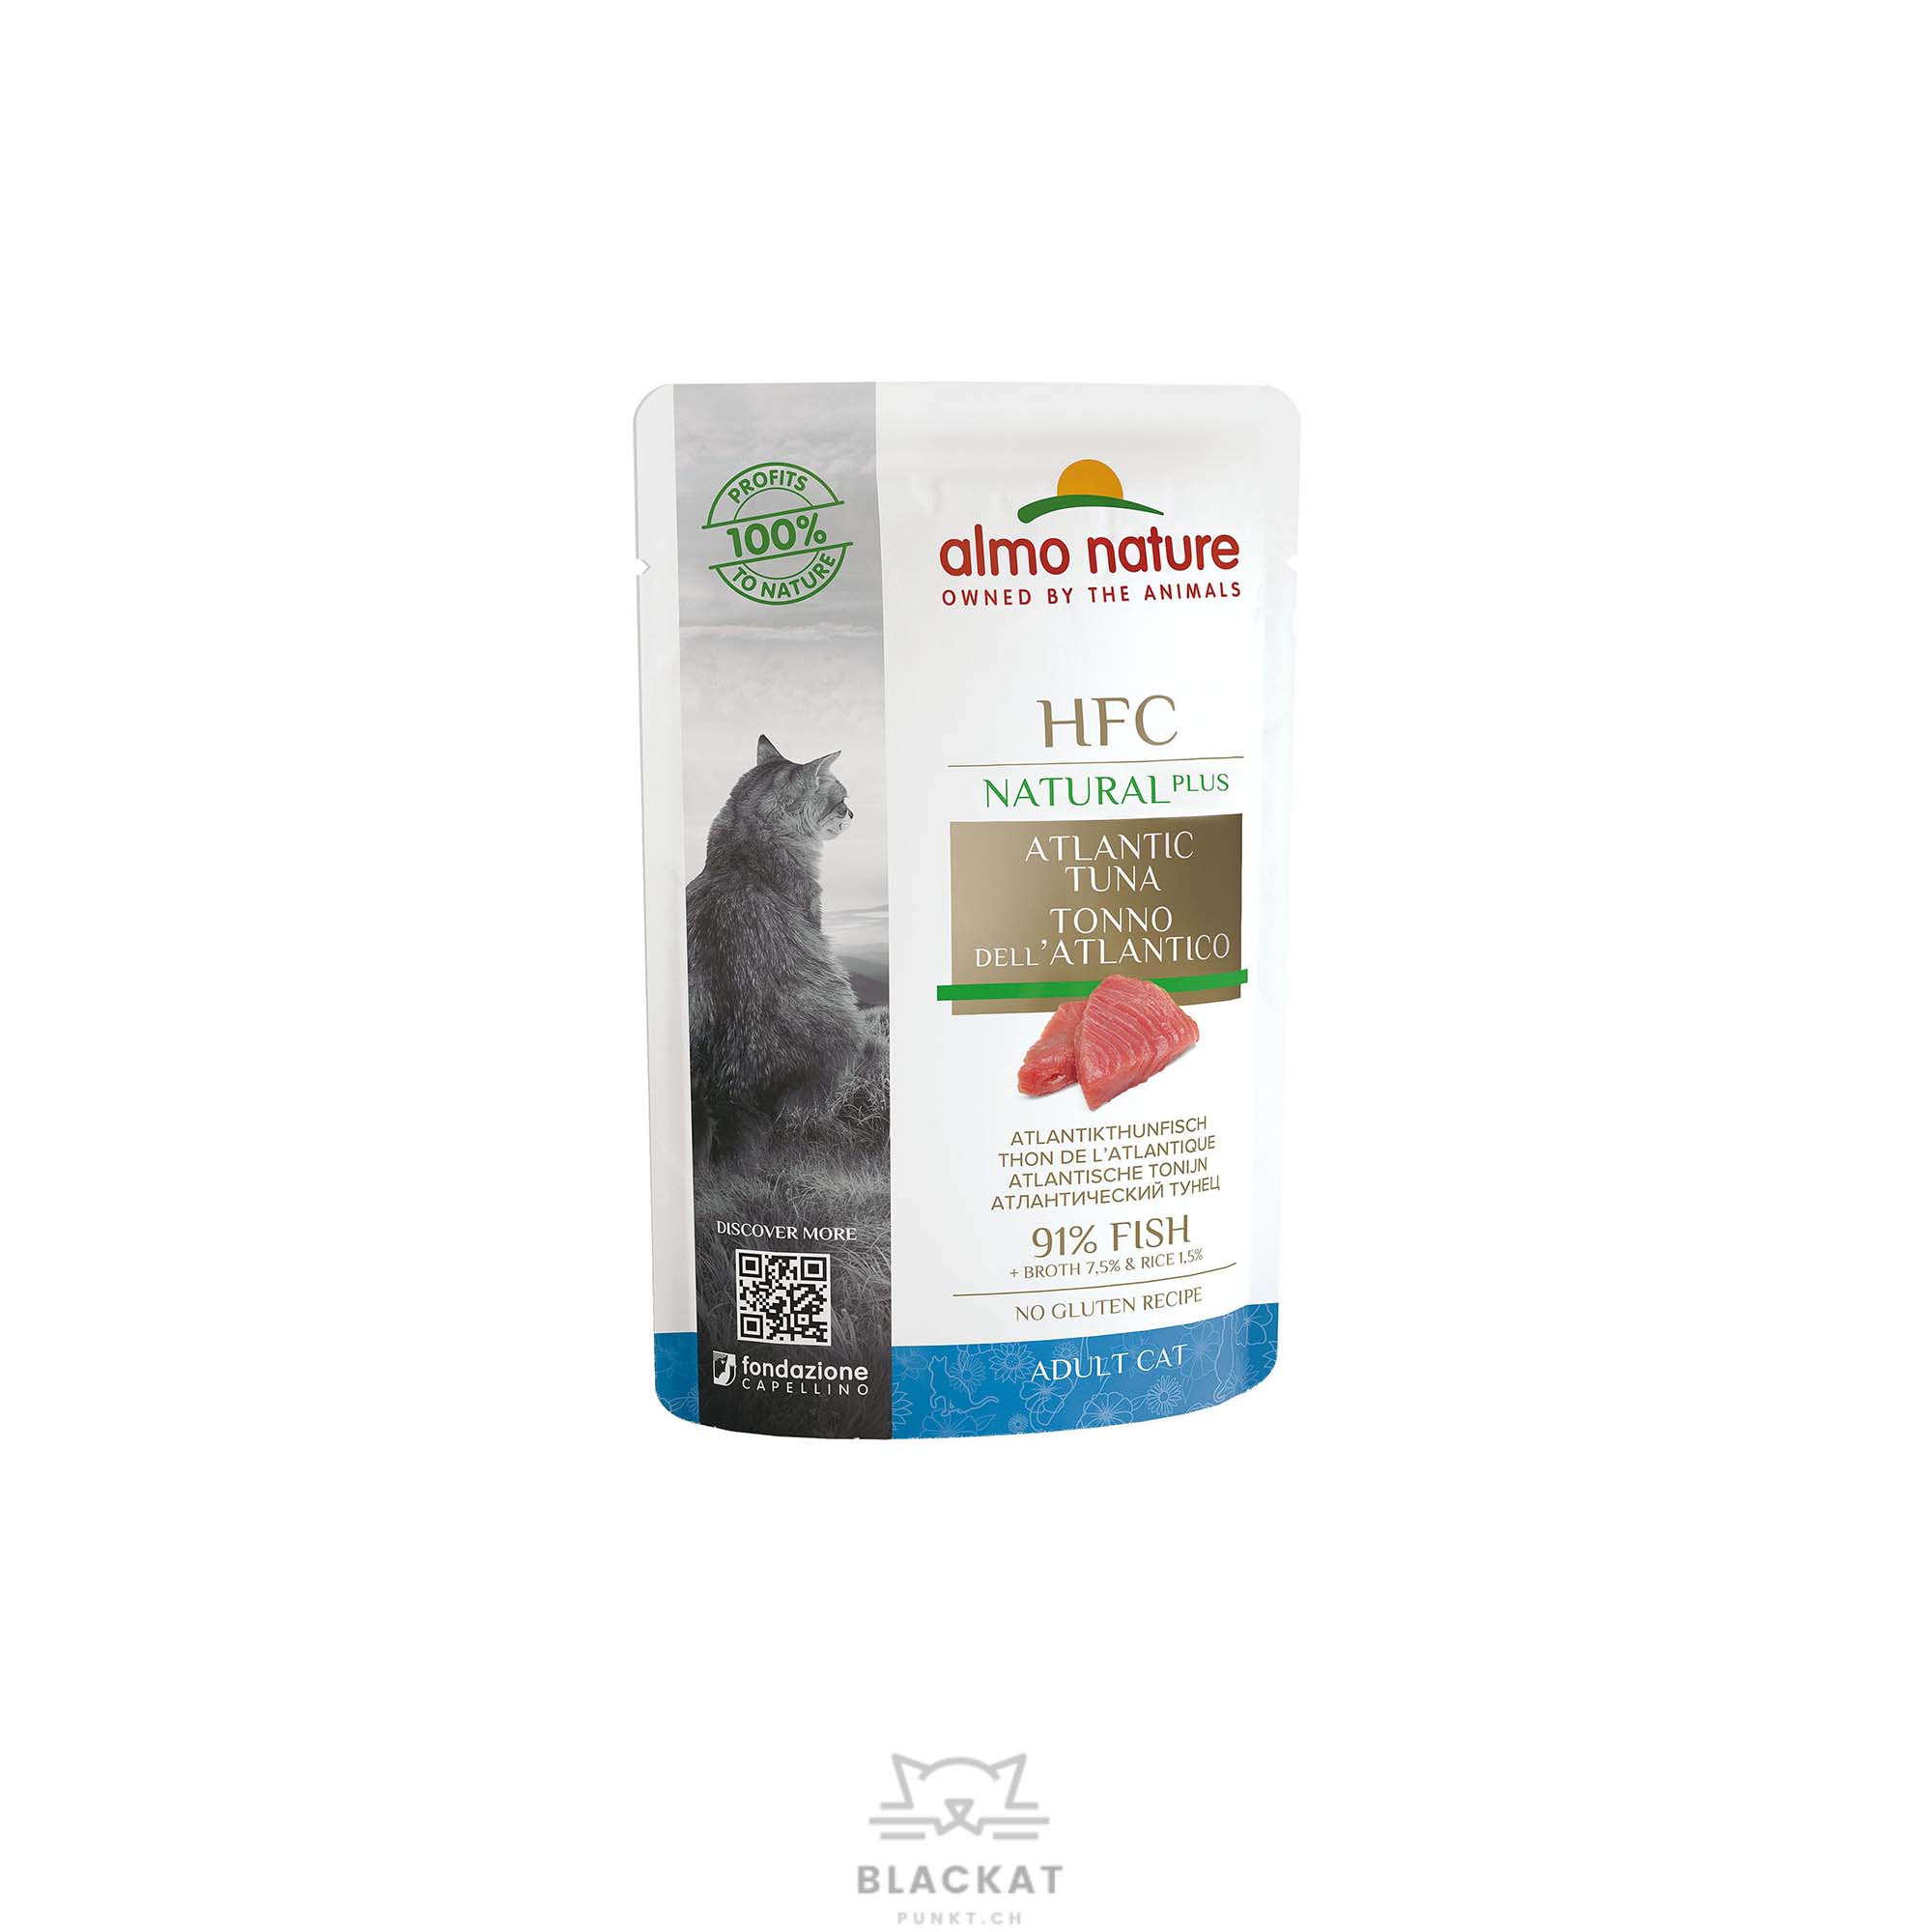 PROFITS
100%
TO NATURE
almo nature
OWNED BY THE ANIMALS
HFC
NATURAL PLUS
ATLANTIC
TUNA
TONNO
DELL'ATLANTICO
ATLANTIKTHUNFISCH
THON DE L'ATLANTIQUE
ATLANTISCHE TONIJN
АТЛАНТИЧЕСКИЙ ТУНЕЦ
91% FISH
+ BROTH 7,5% & RICE 1,5%
NO GLUTEN RECIPE
ADULT CAT
DISCOVER MORE
fondazione
CAPELLINO
BLACKAT
PUNKT.CH